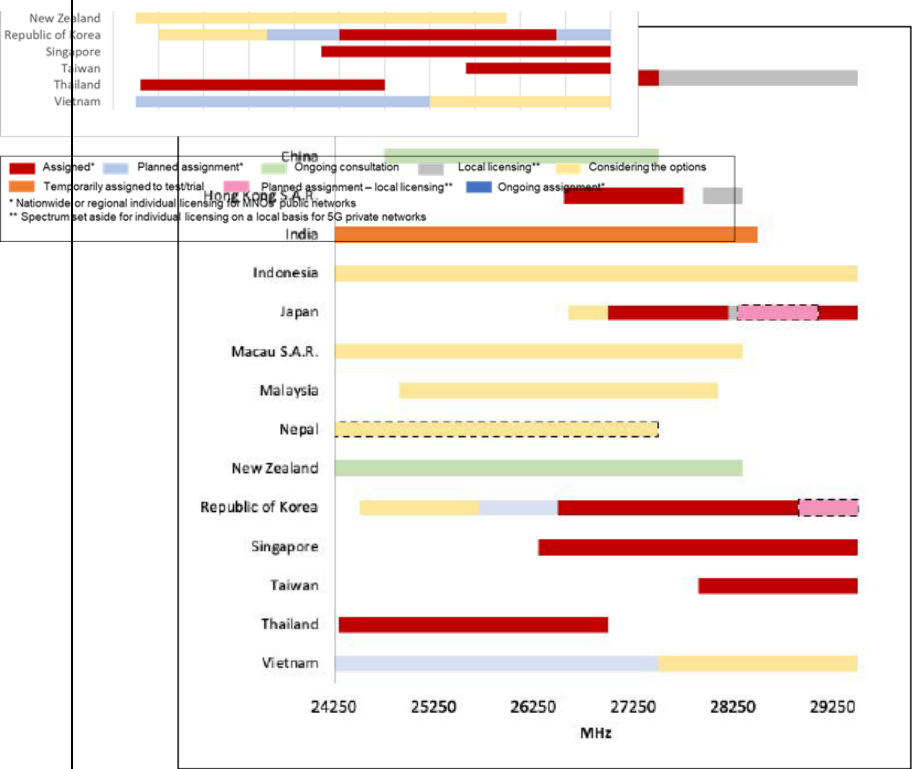 New Zealand
Republic of Korea
Singapore
Taiwan
Thailand
Vietnam
China
Assigned* Planned assignment* Ongoing consultation Local licensing** Considering the options
Temporarily assigned to test/trial Planned assignment – local licensing** Ongoing assignment*
Hong Kong S.A.R.
* Nationwide or regional individual licensing for MNOs' public networks
** Spectrum set aside for individual licensing on a local basis for 5G private networks
India
Indonesia
Japan
Macau S.A.R.
Malaysia
Nepal
New Zealand
Republic of Korea
Singapore
Taiwan
Thailand
Vietnam
24250 25250 26250 27250 28250 29250
MHz